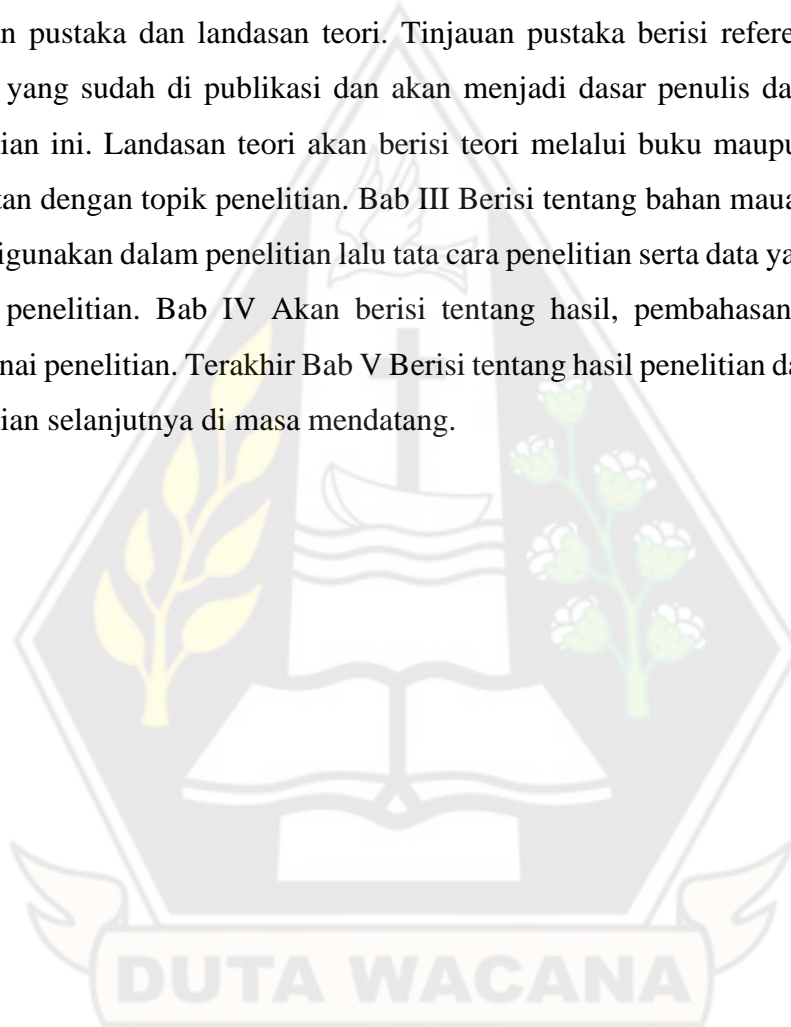 an pustaka dan landasan teori. Tinjauan pustaka berisi refere
yang sudah di publikasi dan akan menjadi dasar penulis da
tian ini. Landasan teori akan berisi teori melalui buku maupu
tan dengan topik penelitian. Bab III Berisi tentang bahan maua
igunakan dalam penelitian lalu tata cara penelitian serta data ya
penelitian. Bab IV Akan berisi tentang hasil, pembahasan
nai penelitian. Terakhir Bab V Berisi tentang hasil penelitian da
tian selanjutnya di masa mendatang.
DUTA WACANA